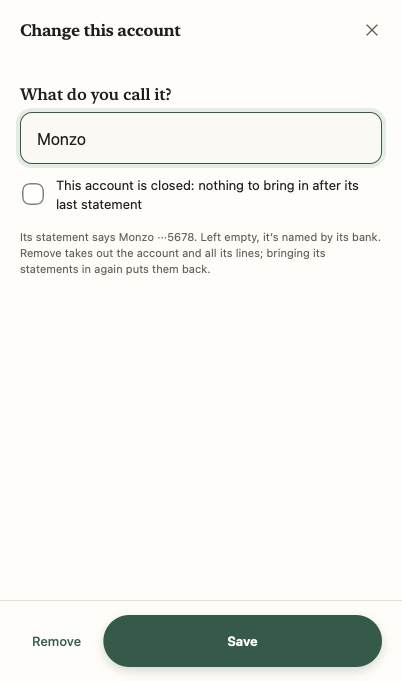 Change this account
What do you call it?
Monzo
This account is closed: nothing to bring in after its
last statement
Its statement says Monzo ···5678. Left empty, it’s named by its bank.
Remove takes out the account and all its lines; bringing its
statements in again puts them back.
Remove
Save